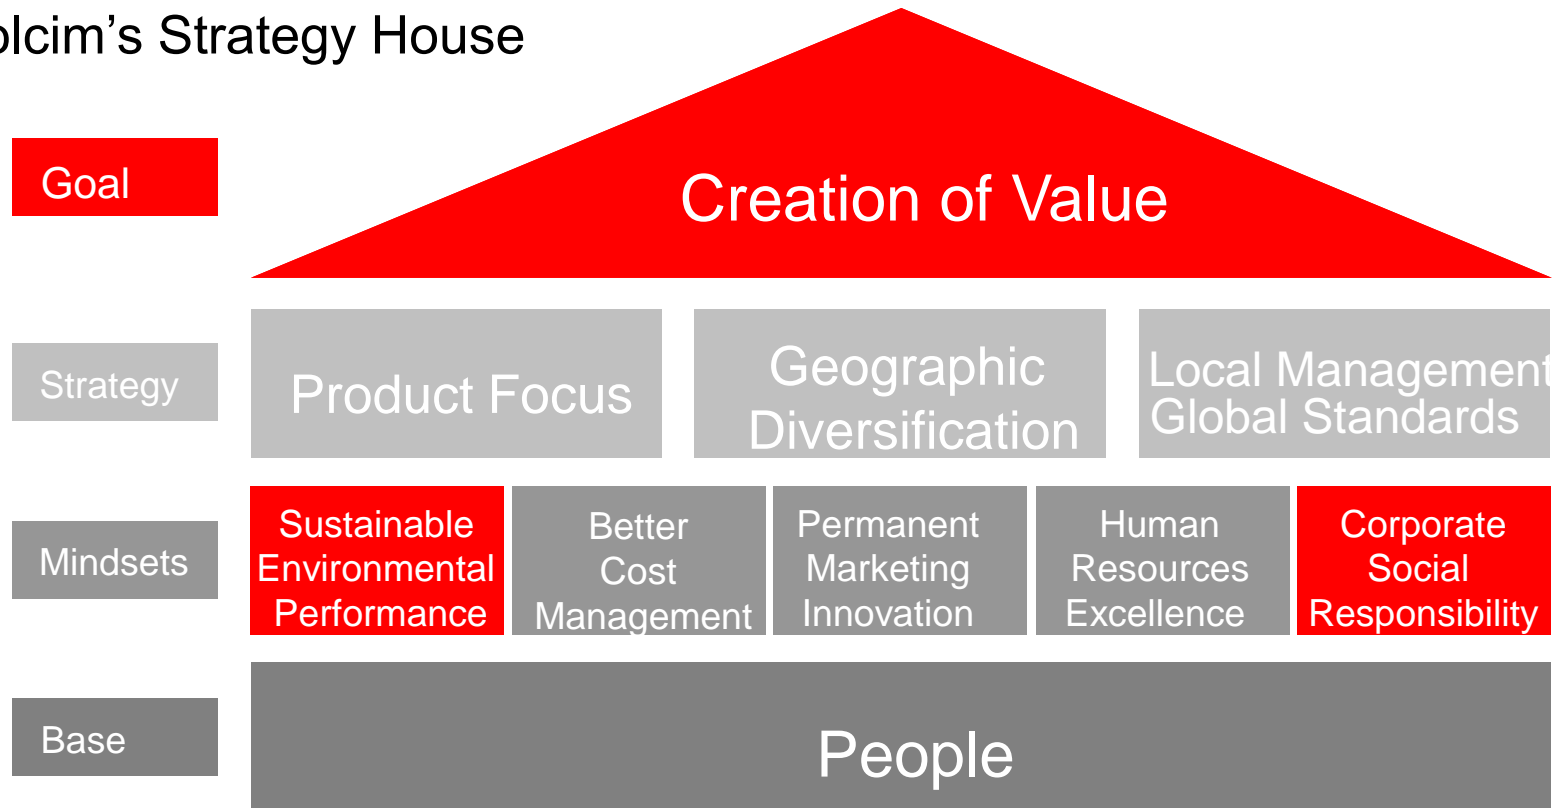 olcim’s Strategy House
Goal
Creation of Value
Strategy
Product Focus
Geographic
Diversification
Local Management
Global Standards
Mindsets
Sustainable
Environmental
Performance
Better
Cost
Management
Permanent
Marketing
Innovation
Human
Resources
Excellence
Corporate
Social
Responsibility
Base
People